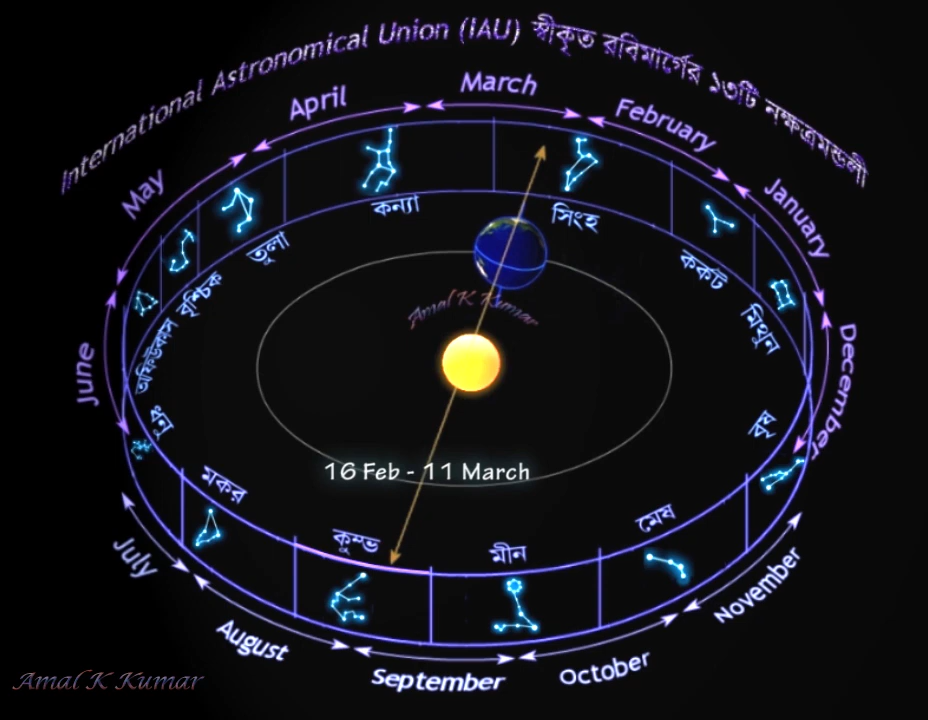 International Astronomical Union (IAU) স্বীকৃত রবিমার্গের ১৩টি নক্ষত্রমন্ডলী
March
April
February
May
January
কন্যা
সিংহ
তুলা
কর্কট
বৃশ্চিক
মিথুন
অফিউকাস
Amal K Kumar
June
December
ধনু
বৃষ
16 Feb - 11 March
মকর
মেষ
কুম্ভ
মীন
July
November
August
October
September
Amal K Kumar